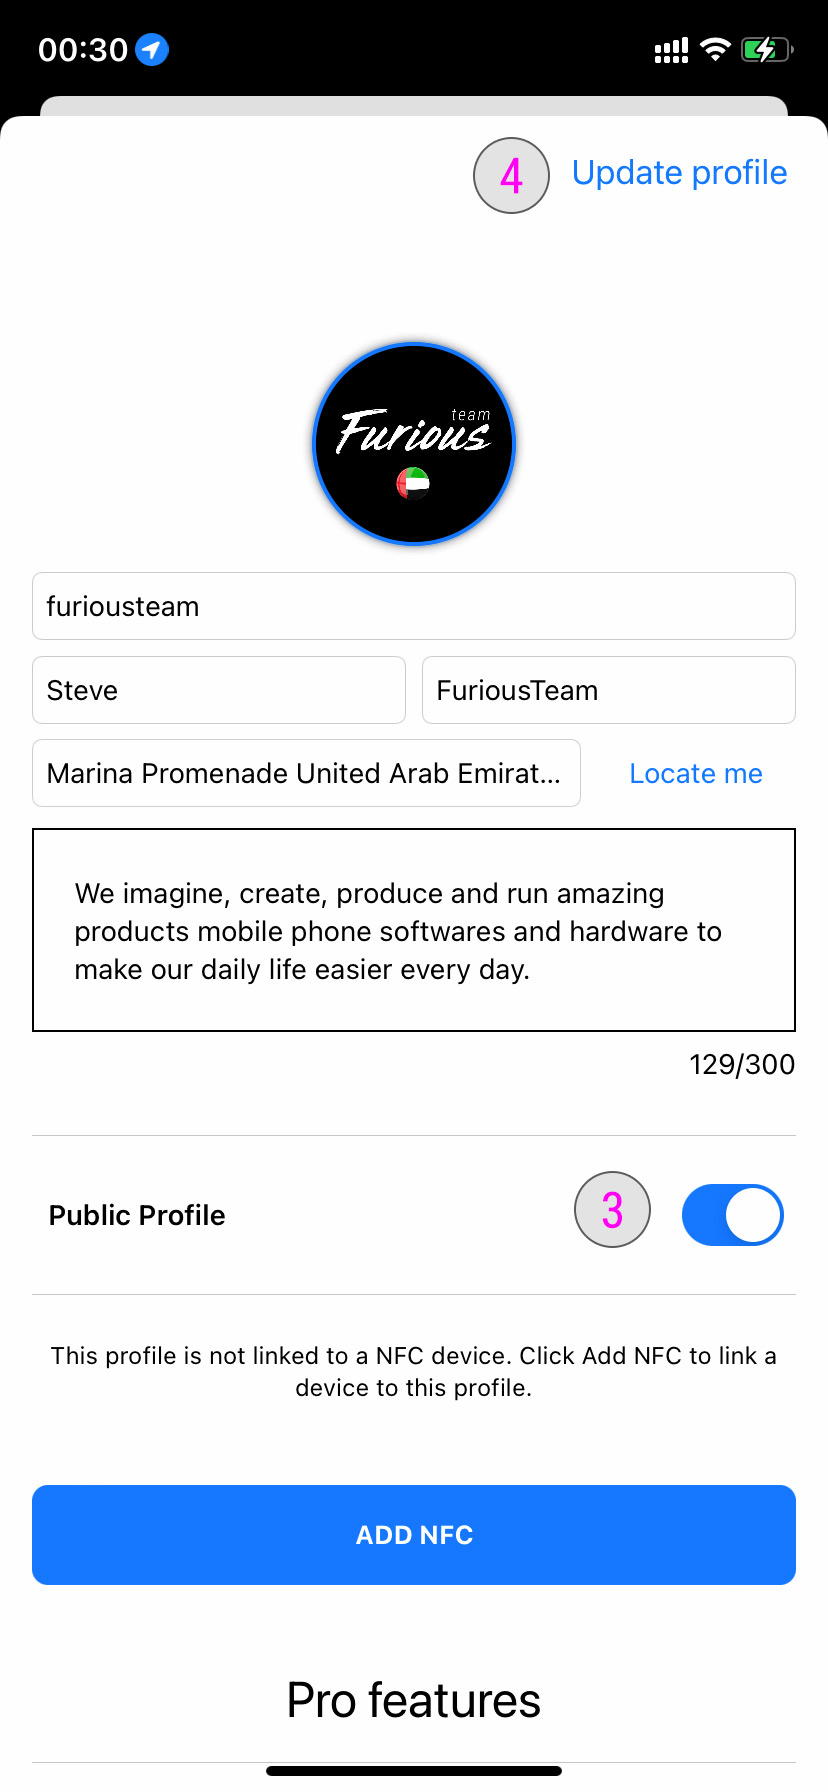 00:30
4 Update profile
team
Furious
furiousteam
Steve FuriousTeam
Marina Promenade United Arab Emirat... Locate me
We imagine, create, produce and run amazing
products mobile phone softwares and hardware to
make our daily life easier every day.
129/300
Public Profile 3
This profile is not linked to a NFC device. Click Add NFC to link a
device to this profile.
ADD NFC
Pro features